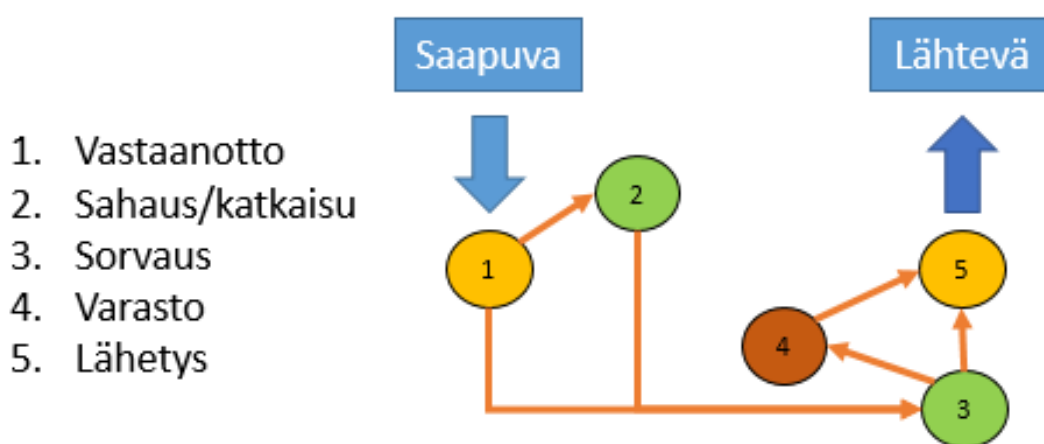 Saapuva
Lähtevä
1. Vastaanotto
2. Sahaus/katkaisu
3. Sorvaus
4. Varasto
5. Lähetys
2
1
5
4
3